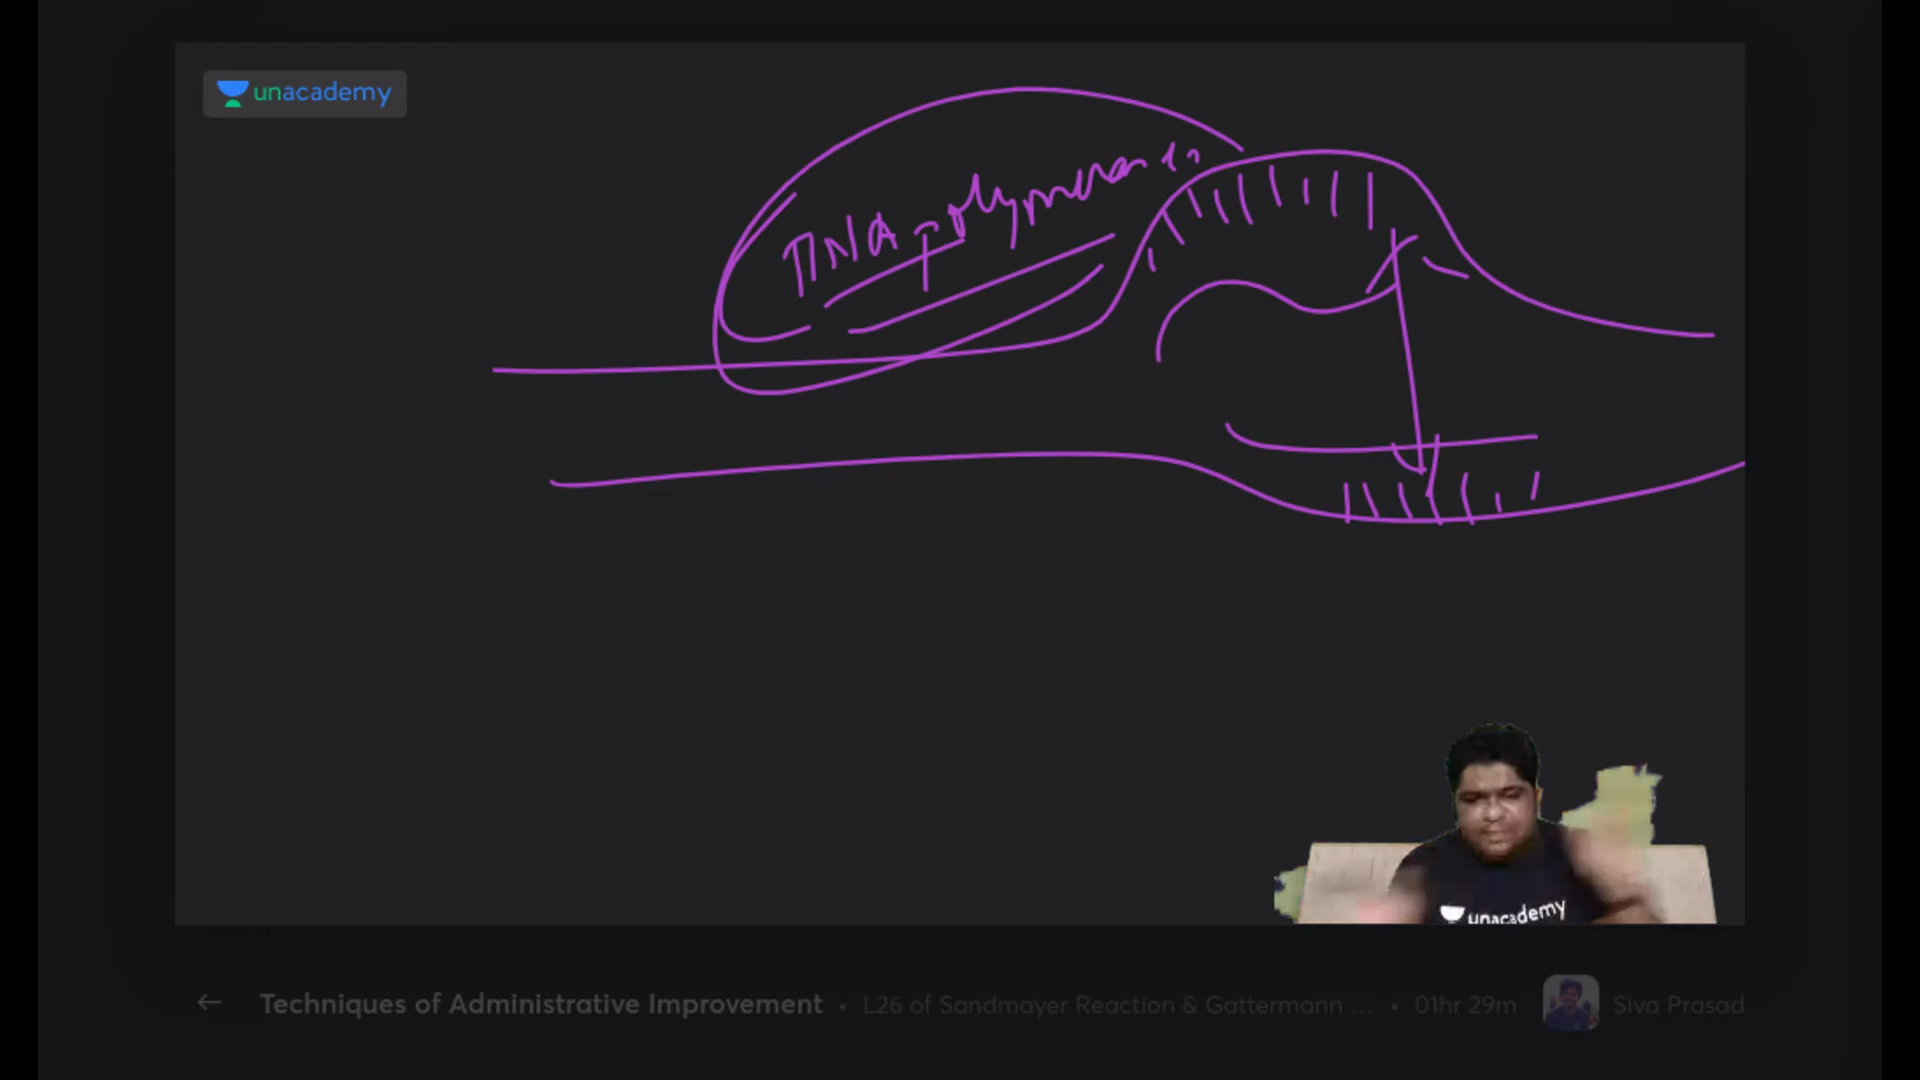 unacademy
RNA polymerase
unacademy
Techniques of Administrative Improvement • L26 of Sandmayer Reaction & Gattermann ... • 01hr 29m Siva Prasad